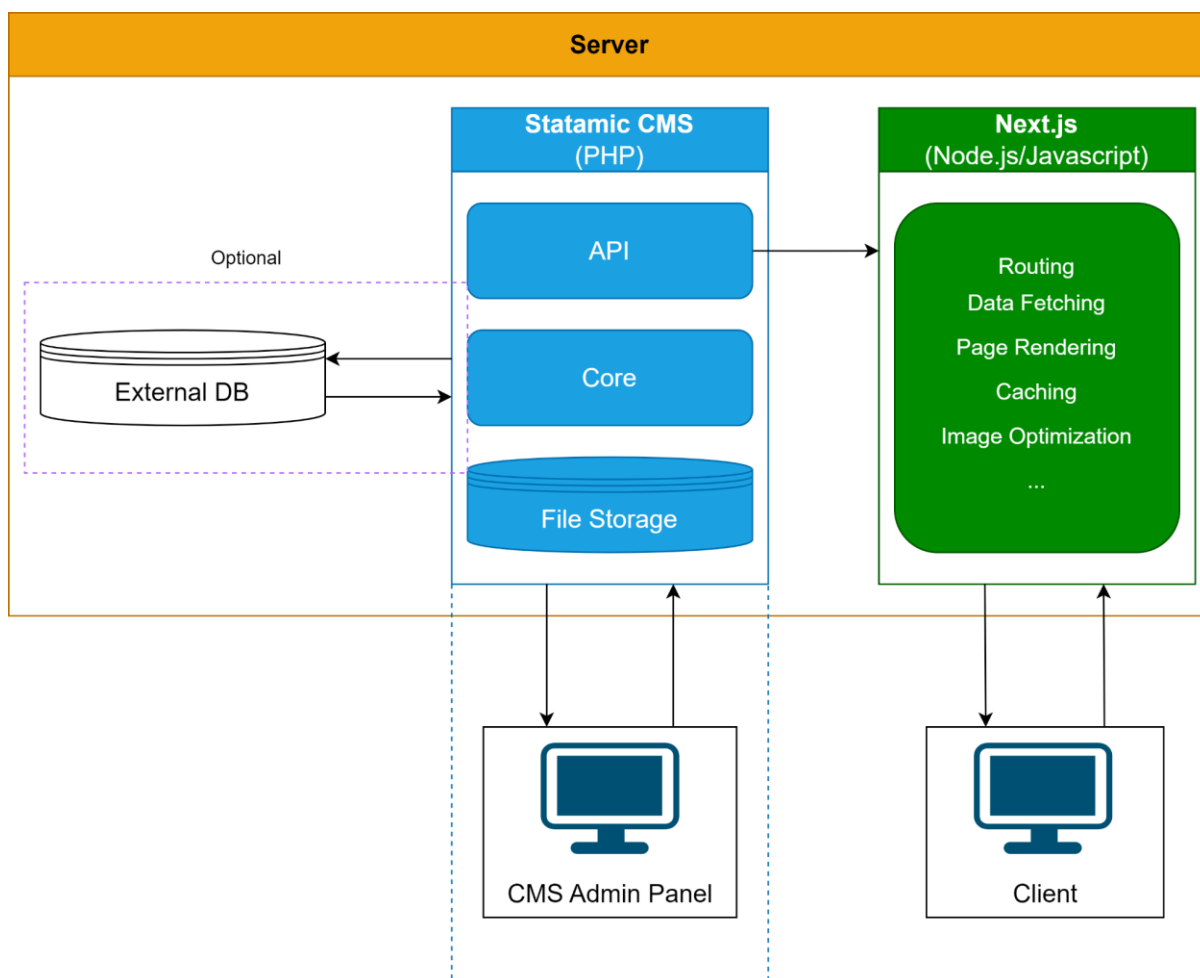 Server
Statamic CMS
(PHP)
Next.js
(Node.js/Javascript)
API
Optional
External DB
Core
File Storage
Routing
Data Fetching
Page Rendering
Caching
Image Optimization
...
CMS Admin Panel
Client